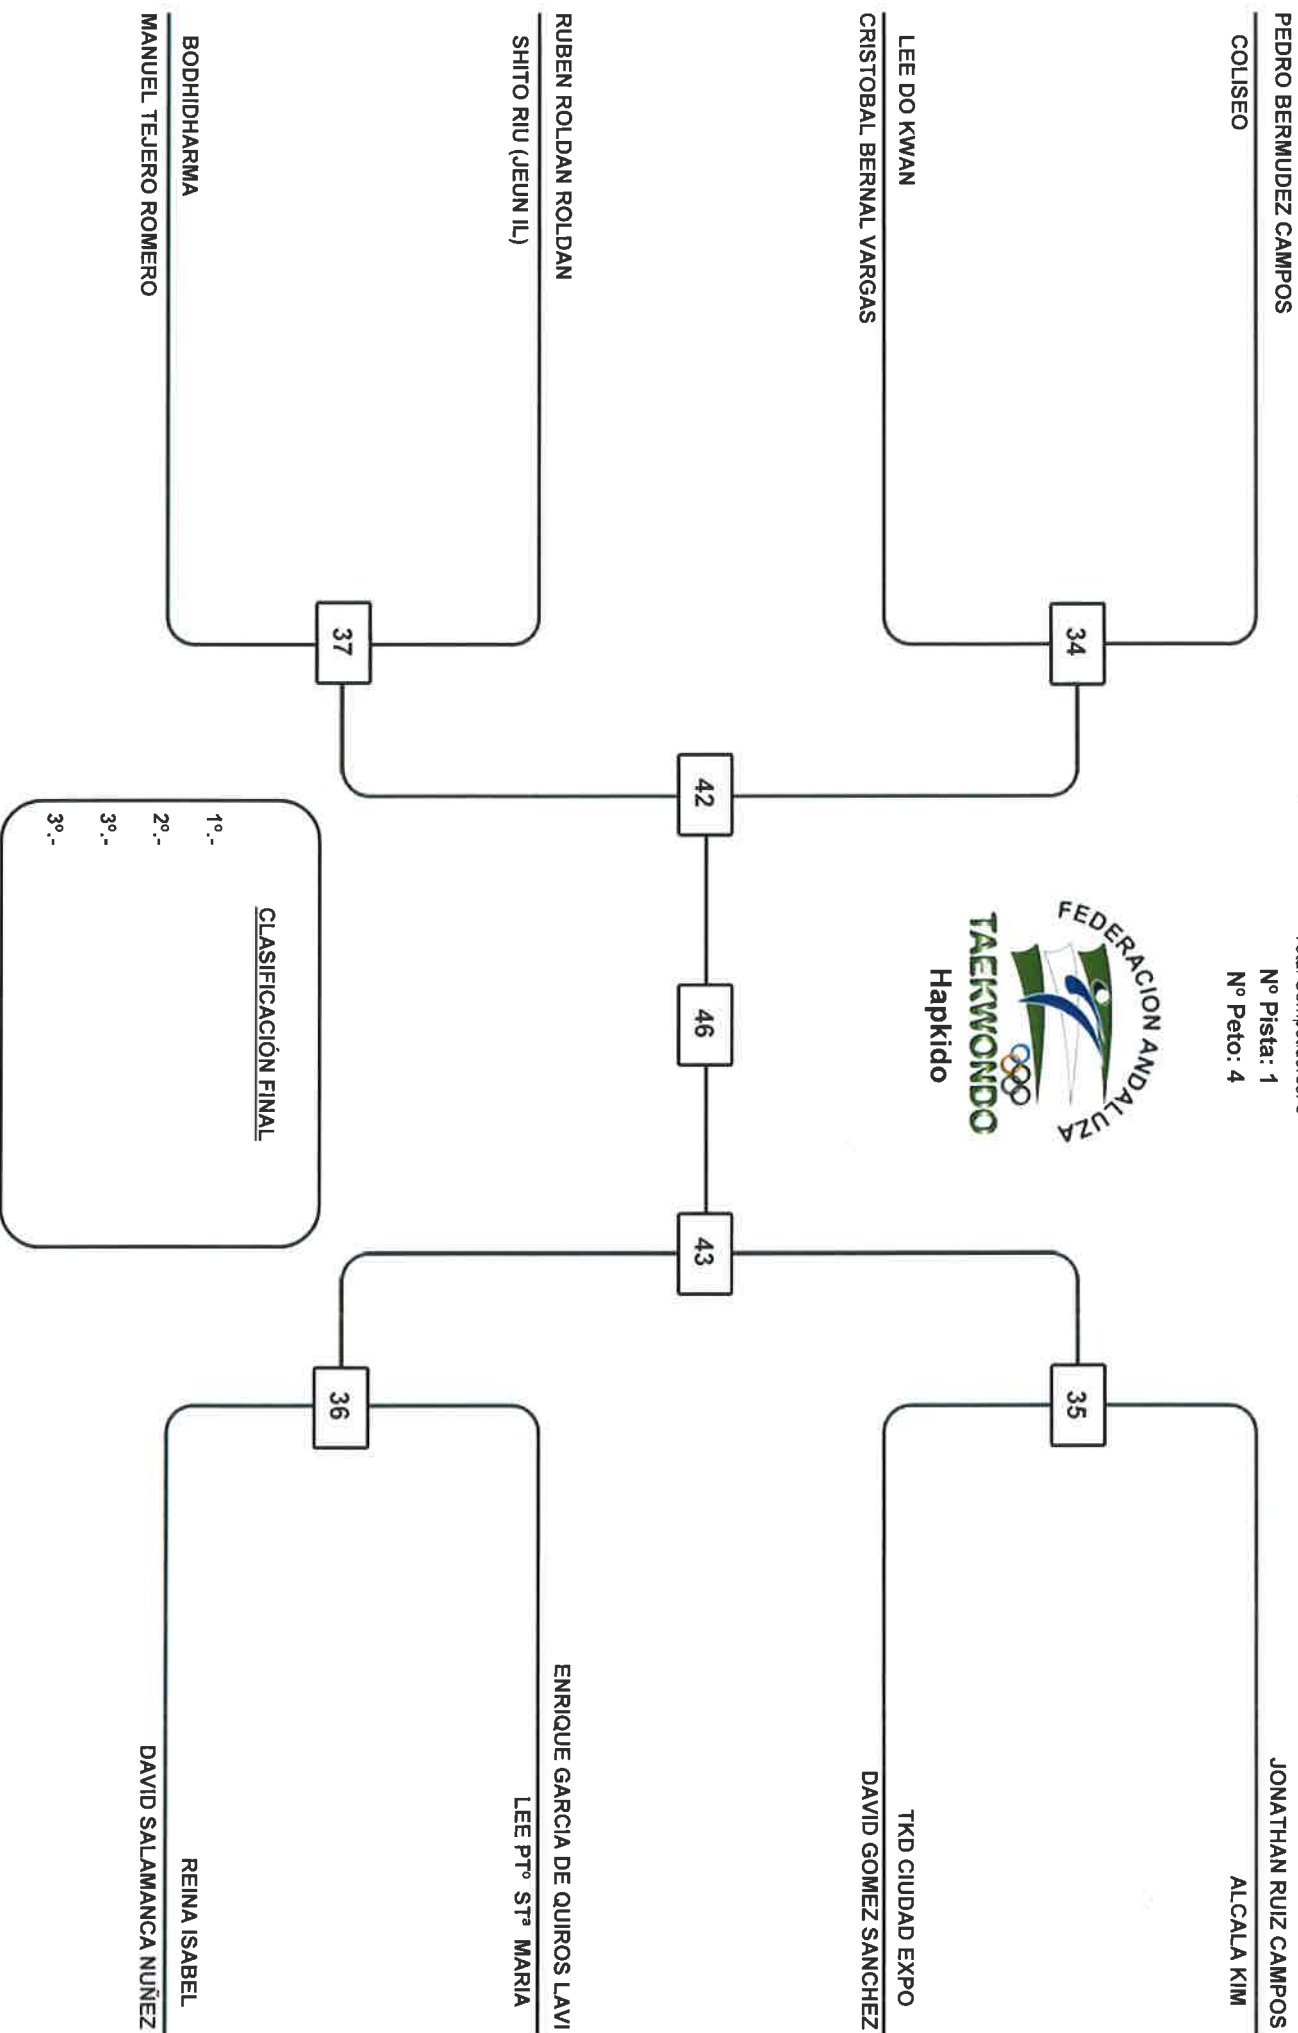 Nº Pista: 1
Nº Peto: 4
PEDRO BERMUDEZ CAMPOS
COLISEO
34
LEE DO KWAN
CRISTOBAL BERNAL VARGAS
RUBEN ROLDAN ROLDAN
SHITO RIU (JEUN IL)
37
BODHIDHARMA
MANUEL TEJERO ROMERO
42
FEDERACION ANDALUZA
TAEKWONDO
Hapkido
46
43
JONATHAN RUIZ CAMPOS
ALCALA KIM
35
TKD CIUDAD EXPO
DAVID GOMEZ SANCHEZ
ENRIQUE GARCIA DE QUIROS LAVI
LEE PTº STª MARIA
36
REINA ISABEL
DAVID SALAMANCA NUÑEZ
CLASIFICACIÓN FINAL
1º.-
2º.-
3º.-
3º.-